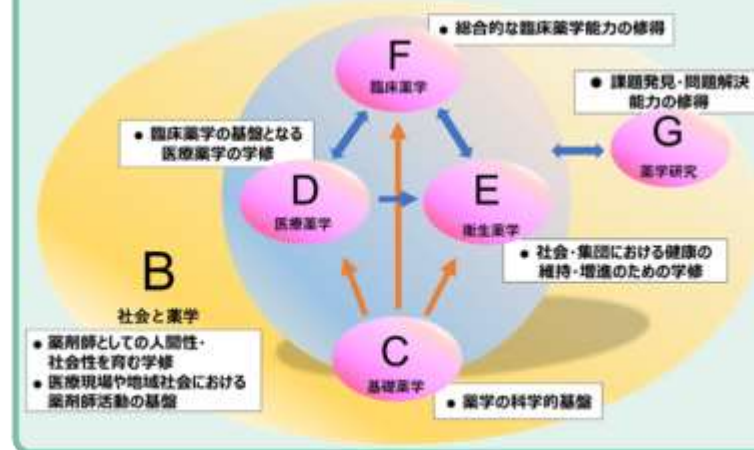 ● 総合的な臨床薬学能力の修得
F
臨床薬学
● 課題発見・問題解決
能力の修得
G
薬学研究
● 臨床薬学の基盤となる
医療薬学の学修
D
医療薬学
E
衛生薬学
● 社会・集団における健康の
維持・増進のための学修
B
社会と薬学
● 薬剤師としての人間性・
社会性を育む学修
● 医療現場や地域社会における
薬剤師活動の基盤
C
基礎薬学
● 薬学の科学的基盤